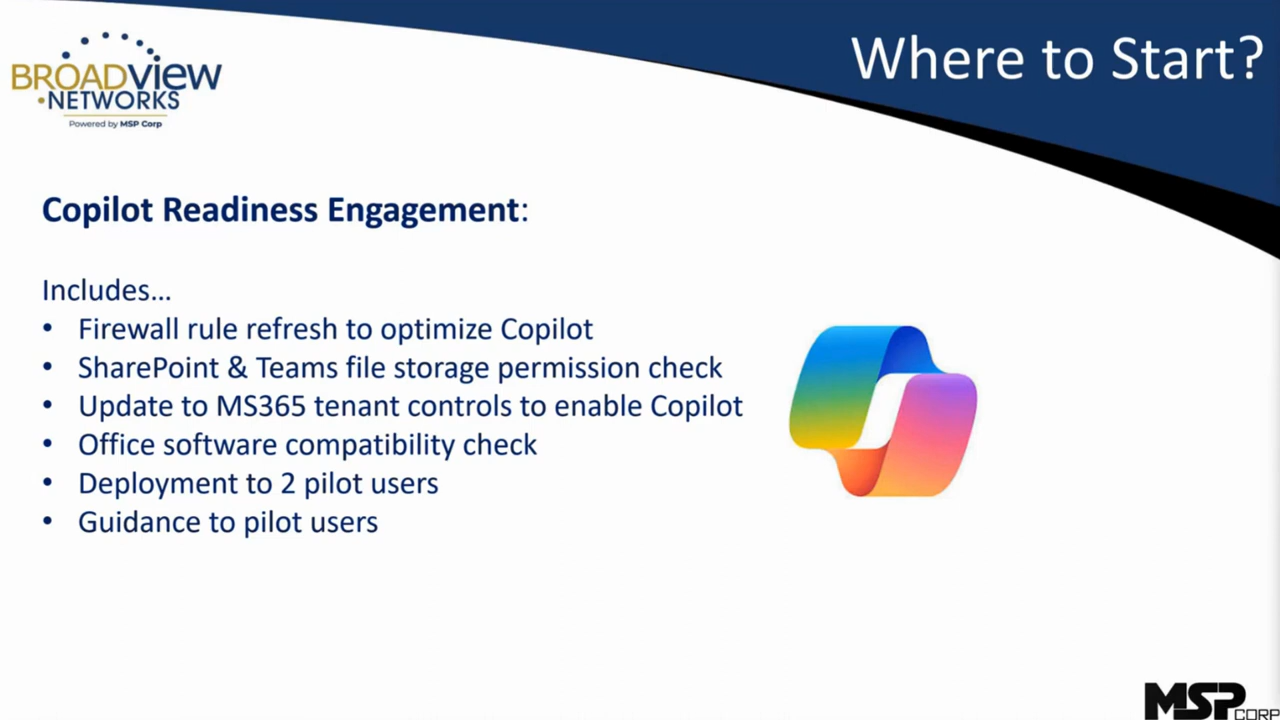 BROADVIEW
NETWORKS
Powered by MSP Corp
Where to Start?
Copilot Readiness Engagement:
Includes...
• Firewall rule refresh to optimize Copilot
• SharePoint & Teams file storage permission check
• Update to MS365 tenant controls to enable Copilot
• Office software compatibility check
• Deployment to 2 pilot users
• Guidance to pilot users
MSP
CORP